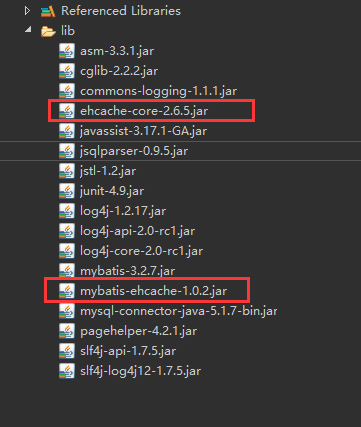 Referenced Libraries
lib
asm-3.3.1.jar
cglib-2.2.2.jar
commons-logging-1.1.1.jar
ehcache-core-2.6.5.jar
javassist-3.17.1-GA.jar
jsqlparser-0.9.5.jar
jstl-1.2.jar
junit-4.9.jar
log4j-1.2.17.jar
log4j-api-2.0-rc1.jar
log4j-core-2.0-rc1.jar
mybatis-3.2.7.jar
mybatis-ehcache-1.0.2.jar
mysql-connector-java-5.1.7-bin.jar
pagehelper-4.2.1.jar
slf4j-api-1.7.5.jar
slf4j-log4j12-1.7.5.jar